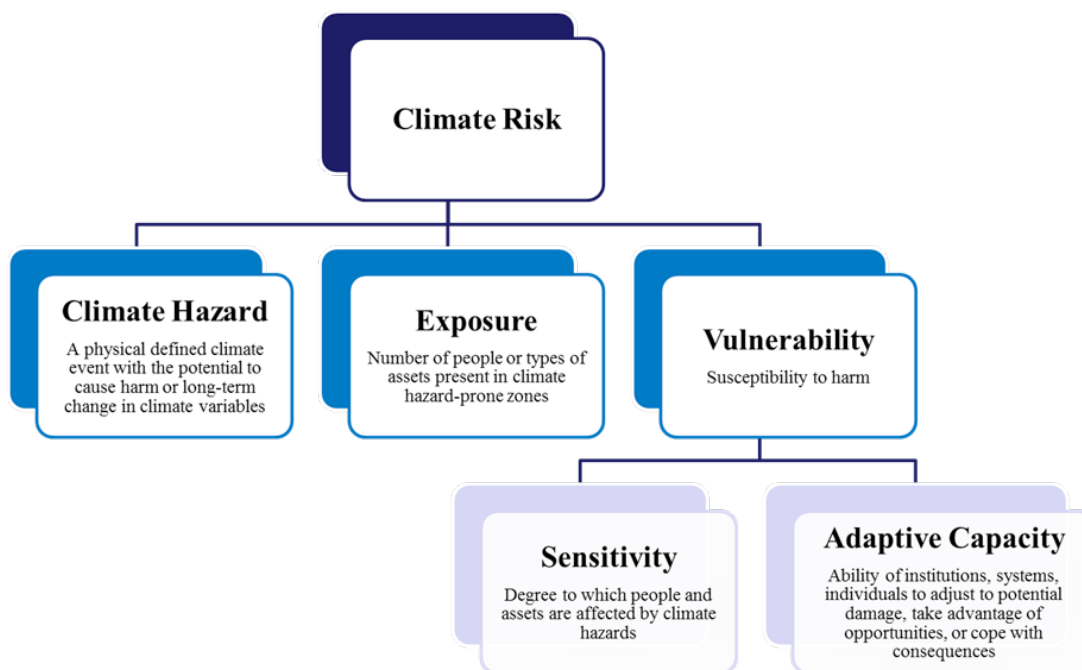 Climate Risk
Climate Hazard
A physical defined climate
event with the potential to
cause harm or long-term
change in climate variables
Exposure
Number of people or types of
assets present in climate
hazard-prone zones
Vulnerability
Susceptibility to harm
Sensitivity
Degree to which people and
assets are affected by climate
hazards
Adaptive Capacity
Ability of institutions, systems,
individuals to adjust to potential
damage, take advantage of
opportunities, or cope with
consequences